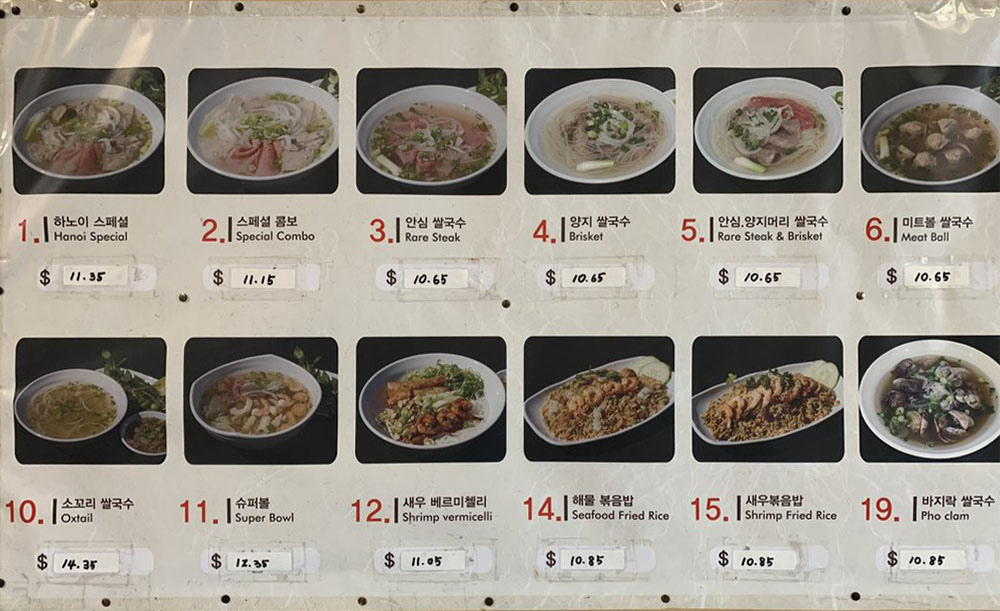 1. 하노이 스페셜
Hanoi Special
$ 11.35
2. 스페셜 콤보
Special Combo
$ 11.15
3. 안심 쌀국수
Rare Steak
$ 10.65
4. 양지 쌀국수
Brisket
$ 10.65
5. 안심,양지머리 쌀국수
Rare Steak & Brisket
$ 10.65
6. 미트볼 쌀국수
Meat Ball
$ 10.65
10. 소꼬리 쌀국수
Oxtail
$ 14.35
11. 슈퍼볼
Super Bowl
$ 12.35
12. 새우 베르미첼리
Shrimp vermicelli
$ 11.05
14. 해물 볶음밥
Seafood Fried Rice
$ 10.85
15. 새우볶음밥
Shrimp Fried Rice
$ 10.85
19. 바지락 쌀국수
Pho clam
$ 10.85